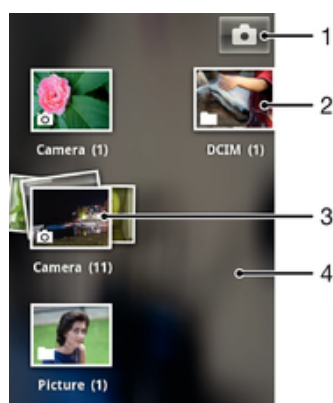 1
2
Camera (1)
DCIM (1)
3
Camera (11)
4
Picture (1)